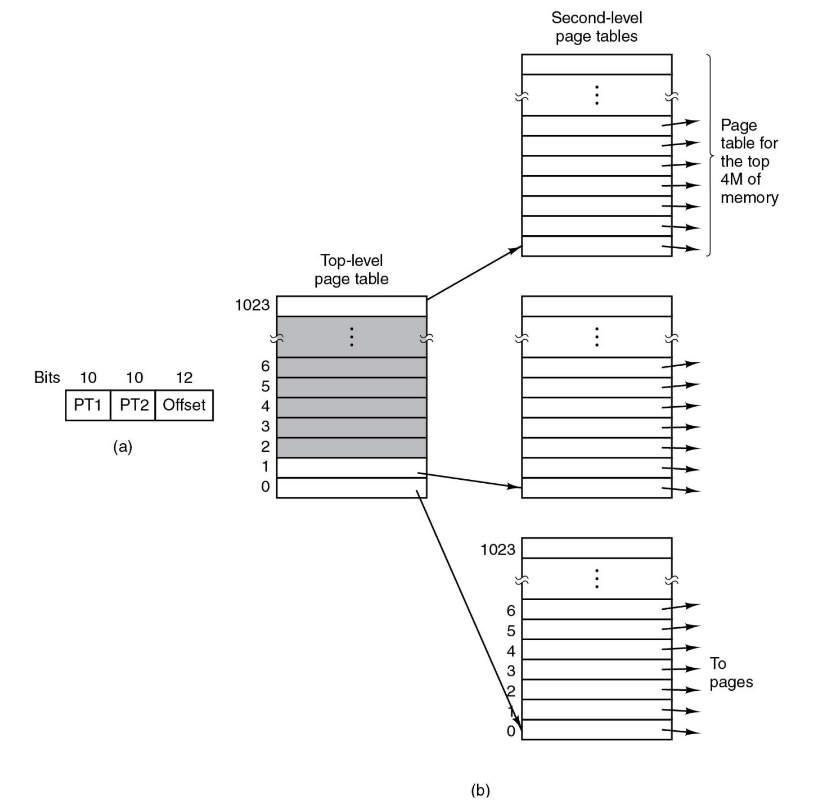 Second-level
page tables
Page
table for
the top
4M of
memory
Top-level
page table
1023
6
5
4
3
2
1
0
Bits 10 10 12
PT1 PT2 Offset
(a)
1023
6
5
4
3
2
1
0
To
pages
(b)